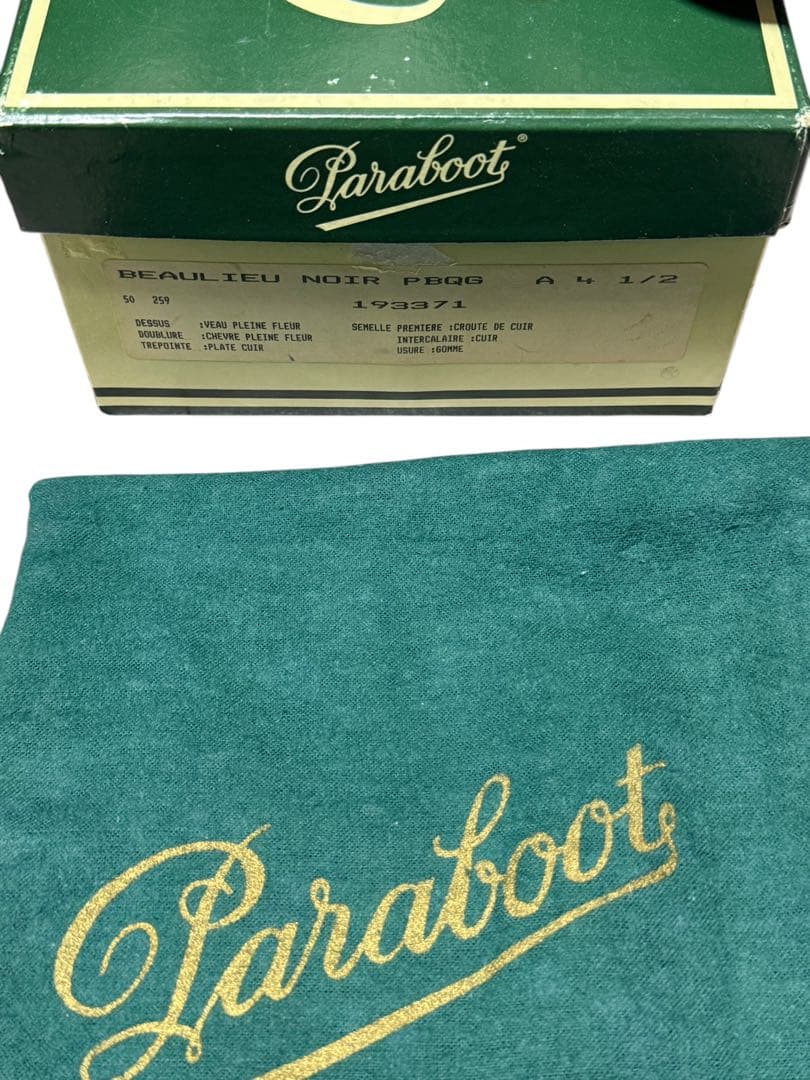 Paraboot®
BEAULIEU NOIR PBQG A 4 1/2
50 259 193371
DESSUS :VEAU PLEINE FLEUR
DOUBLURE :CHEVRE PLEINE FLEUR
TREPOINTE :PLATE CUIR
SEMELLE PREMIERE :CROUTE DE CUIR
INTERCALAIRE :CUIR
USURE :GOMME
Paraboot